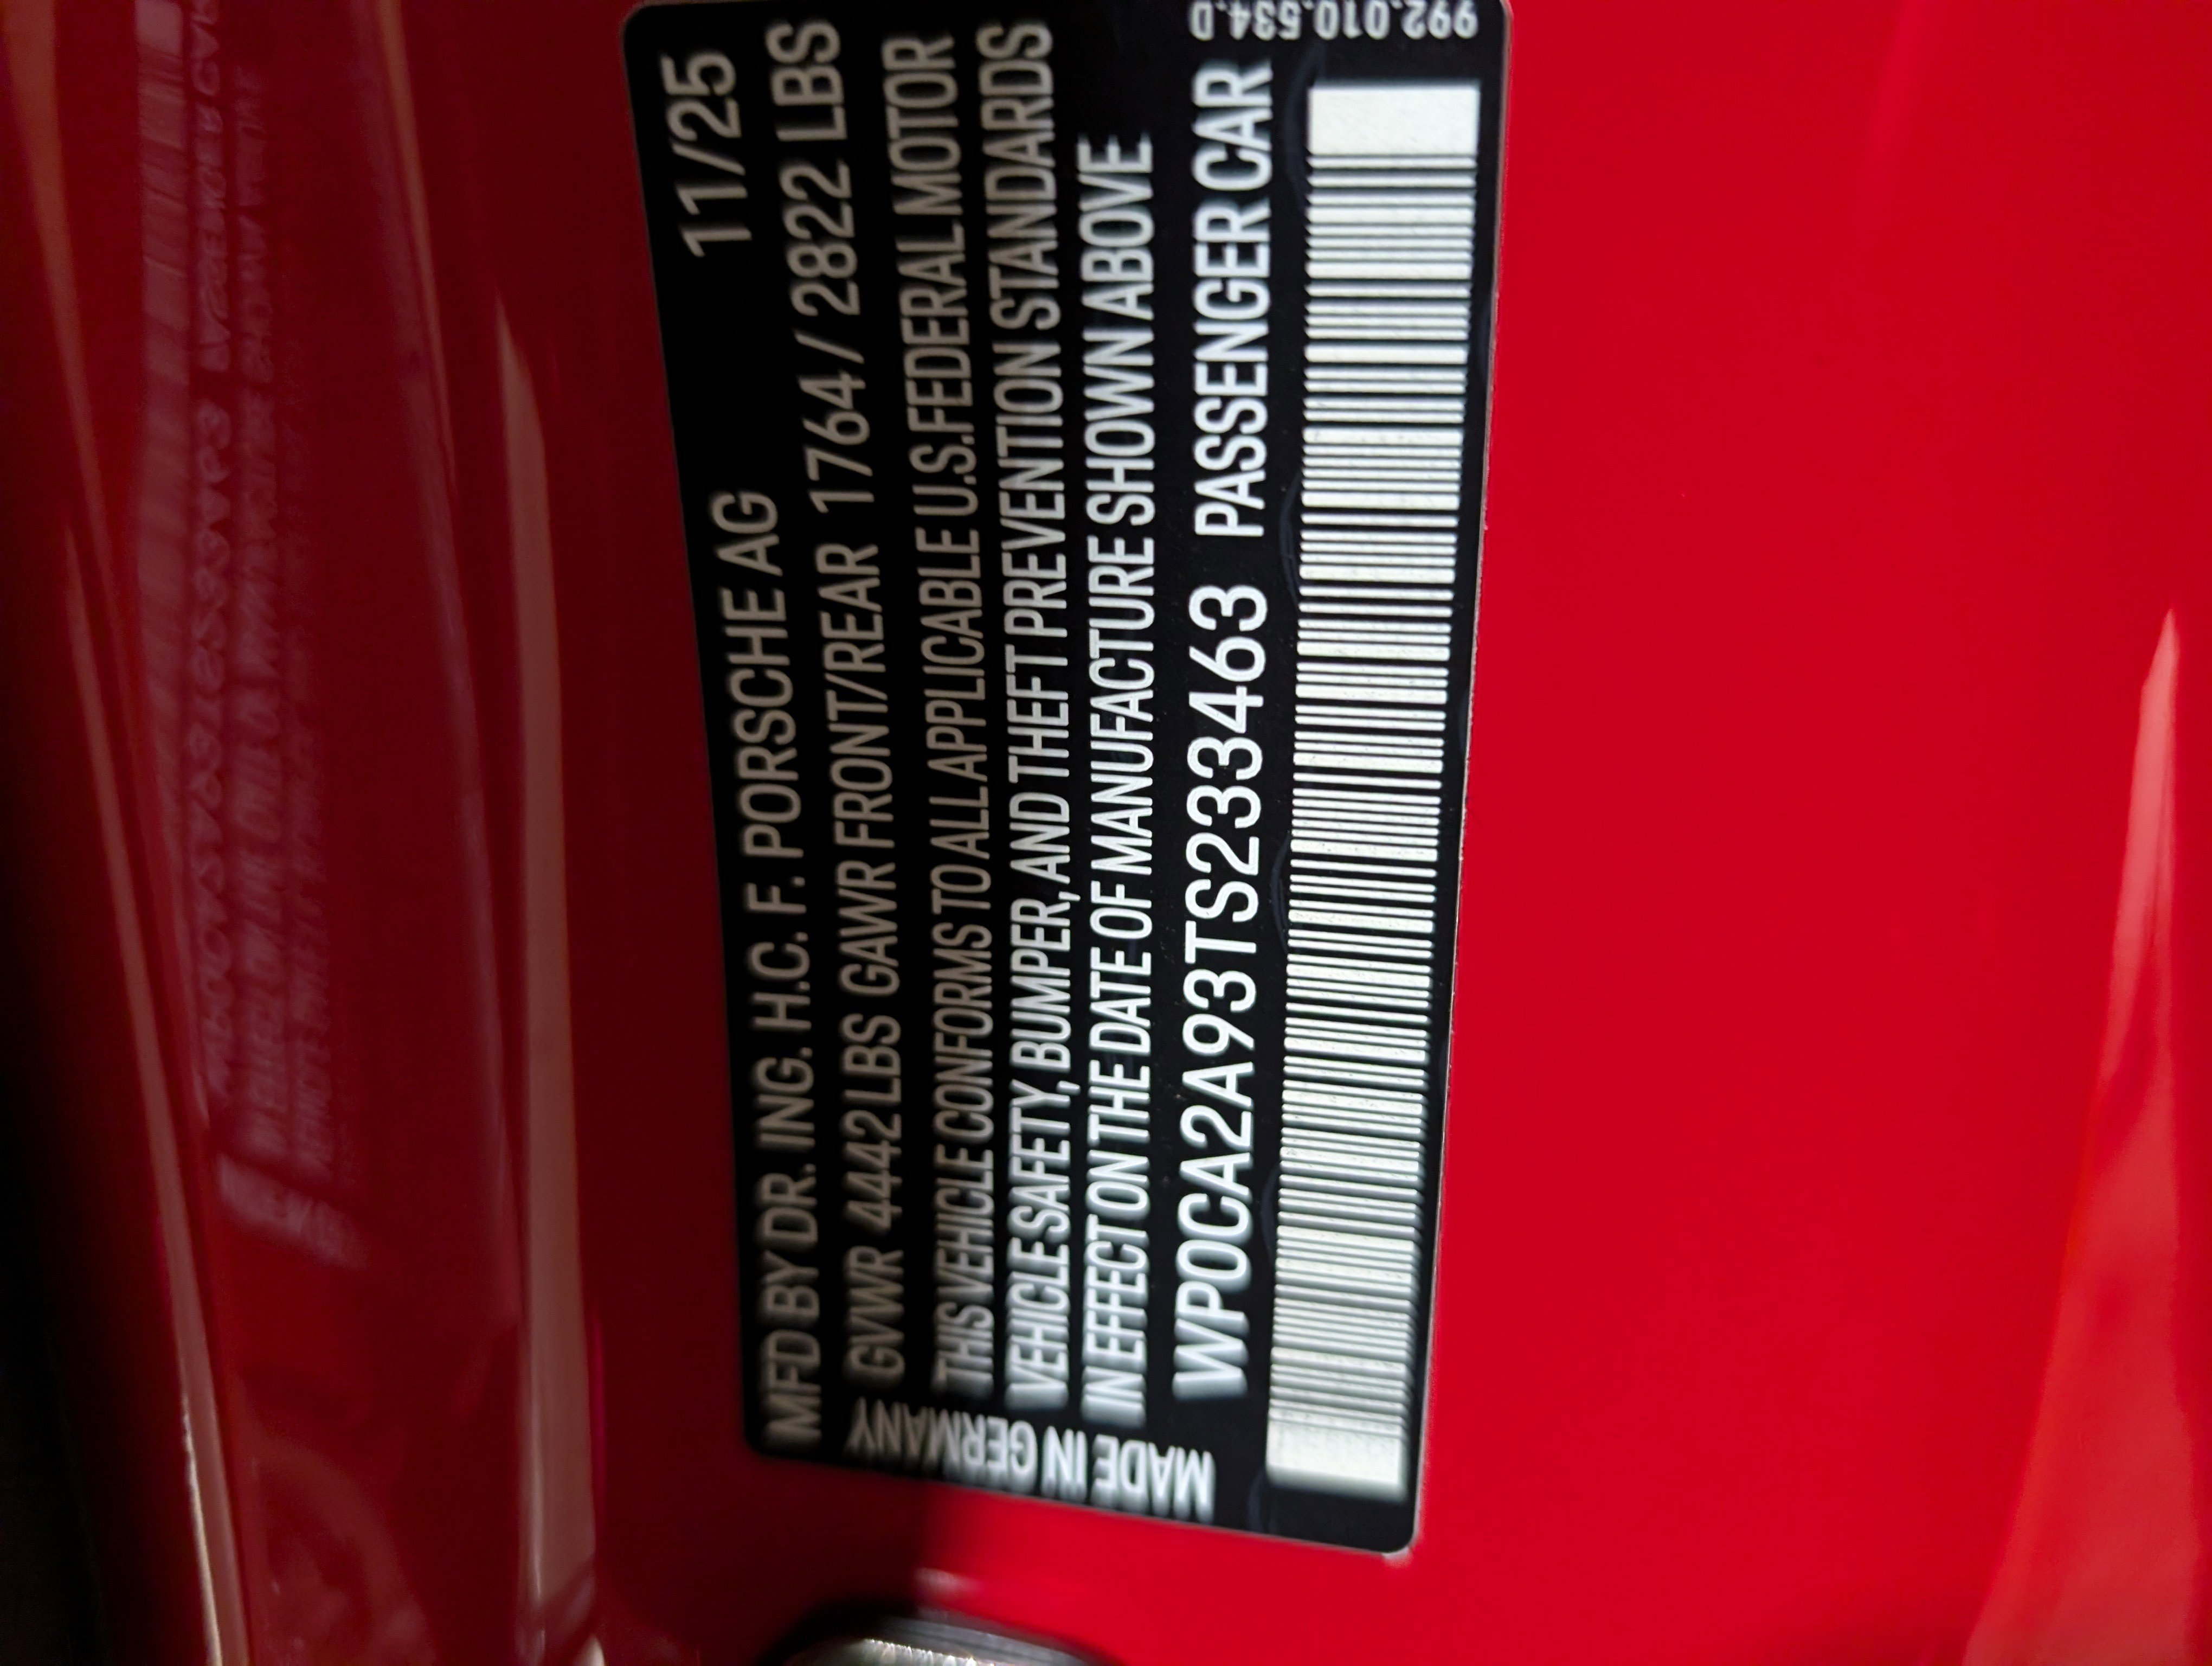 MFD BY DR. ING. H.C. F. PORSCHE AG 11/25
GVWR 4442 LBS GAWR FRONT/REAR 1764 / 2822 LBS
THIS VEHICLE CONFORMS TO ALL APPLICABLE U.S. FEDERAL MOTOR
VEHICLE SAFETY, BUMPER, AND THEFT PREVENTION STANDARDS
IN EFFECT ON THE DATE OF MANUFACTURE SHOWN ABOVE
WP0CA2A93TS233463 PASSENGER CAR
MADE IN GERMANY
992.010.534.D